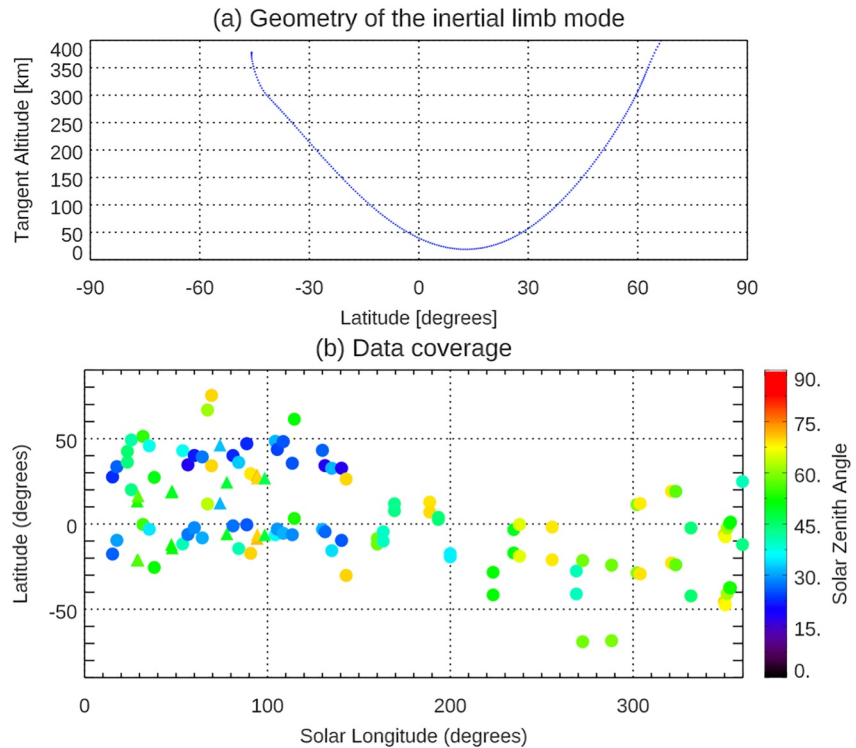 (a) Geometry of the inertial limb mode
Tangent Altitude [km]
400
350
300
250
200
150
100
50
0
-90 -60 -30 0 30 60 90
Latitude [degrees]
(b) Data coverage
Latitude (degrees)
50
0
-50
0 100 200 300
Solar Longitude (degrees)
90.
75.
60.
45.
30.
15.
0.
Solar Zenith Angle